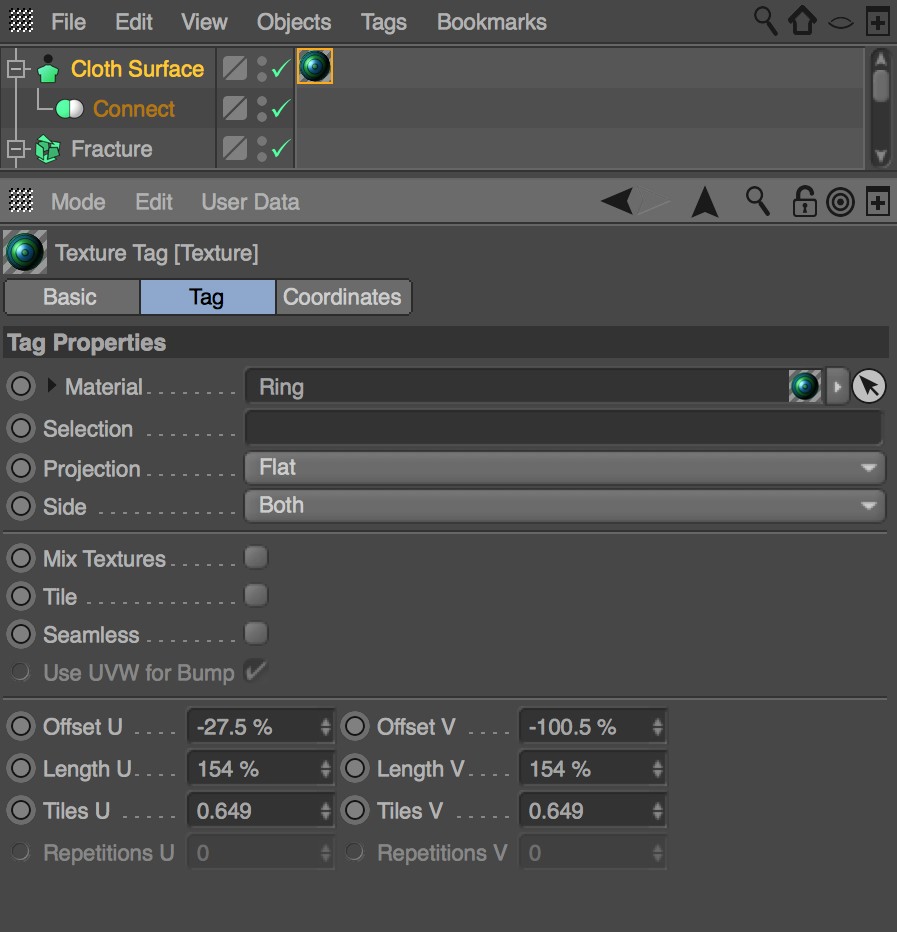 File Edit View Objects Tags Bookmarks
Cloth Surface
Connect
Fracture
Mode Edit User Data
Texture Tag [Texture]
Basic Tag Coordinates
Tag Properties
Material Ring
Selection
Projection Flat
Side Both
Mix Textures
Tile
Seamless
Use UVW for Bump
Offset U -27.5 % Offset V -100.5 %
Length U 154 % Length V 154 %
Tiles U 0.649 Tiles V 0.649
Repetitions U 0 Repetitions V 0